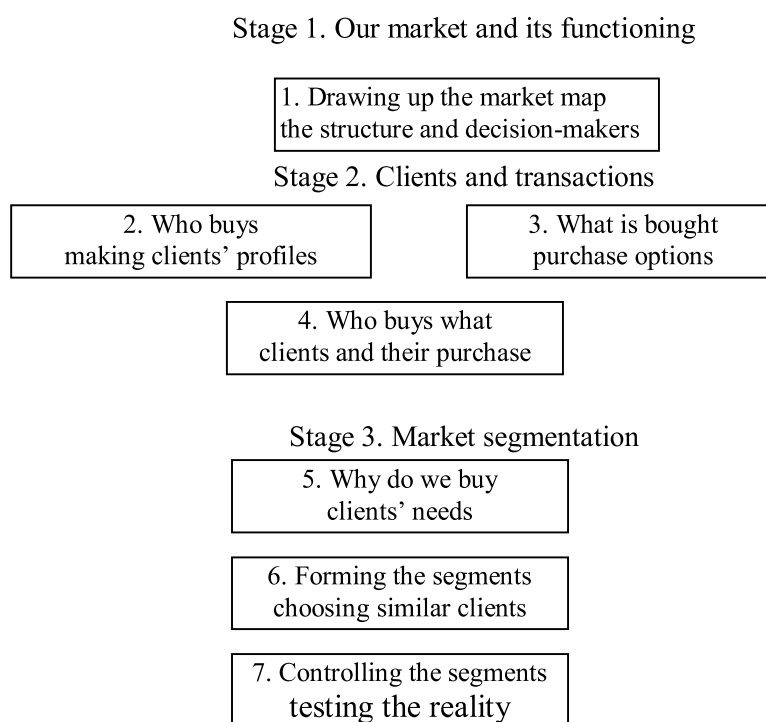 Stage 1. Our market and its functioning
1. Drawing up the market map
the structure and decision-makers
Stage 2. Clients and transactions
2. Who buys
making clients’ profiles
3. What is bought
purchase options
4. Who buys what
clients and their purchase
Stage 3. Market segmentation
5. Why do we buy
clients’ needs
6. Forming the segments
choosing similar clients
7. Controlling the segments
testing the reality